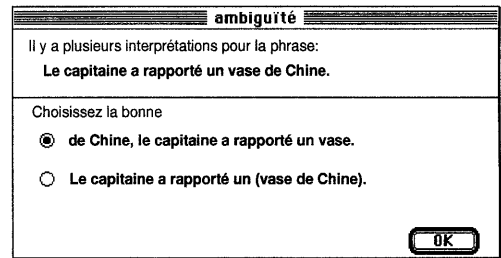 ambiguïté
Il y a plusieurs interprétations pour la phrase:
Le capitaine a rapporté un vase de Chine.
Choisissez la bonne
de Chine, le capitaine a rapporté un vase.
Le capitaine a rapporté un (vase de Chine).
OK